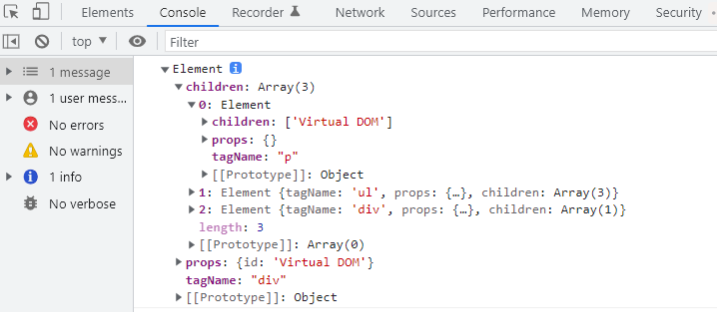 Elements Console Recorder Network Sources Performance Memory Security
top Filter
1 message
1 user mess...
No errors
No warnings
1 info
No verbose
Element i
children: Array(3)
0: Element
children: ['Virtual DOM']
props: {}
tagName: "p"
[[Prototype]]: Object
1: Element {tagName: 'ul', props: {…}, children: Array(3)}
2: Element {tagName: 'div', props: {…}, children: Array(1)}
length: 3
[[Prototype]]: Array(0)
props: {id: 'Virtual DOM'}
tagName: "div"
[[Prototype]]: Object